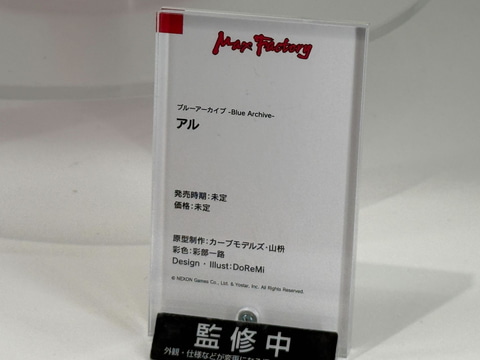 Max Factory
ブルーアーカイブ -Blue Archive-
アル
発売時期：未定
価格：未定
原型制作：カーブモデルズ・山枡
彩色：彩部一路
Design・Illust：DoReMi
© NEXON Games Co., Ltd. & Yostar, Inc. All Rights Reserved.
監修中
外観・仕様などが変更になる